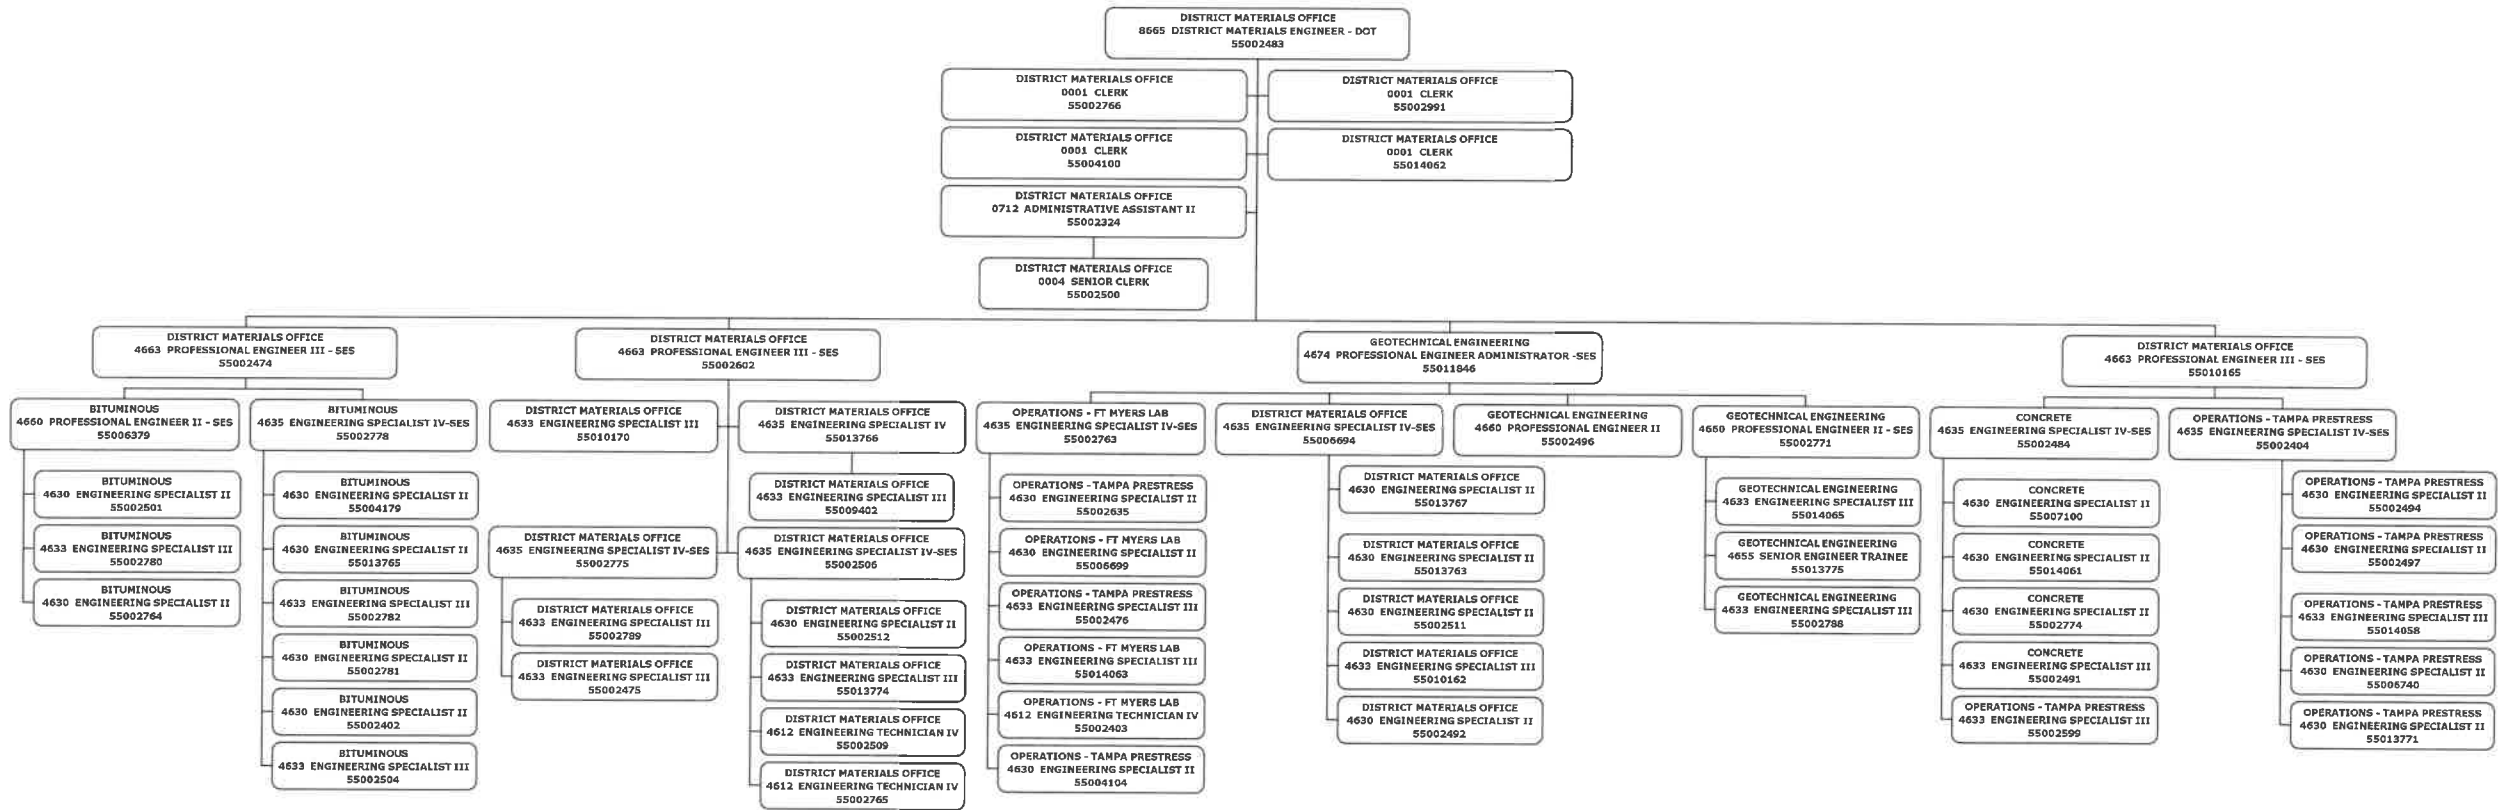 DISTRICT MATERIALS OFFICE
8665 DISTRICT MATERIALS ENGINEER - DOT
55002483
DISTRICT MATERIALS OFFICE
0001 CLERK
55002766
DISTRICT MATERIALS OFFICE
0001 CLERK
55002991
DISTRICT MATERIALS OFFICE
0001 CLERK
55004100
DISTRICT MATERIALS OFFICE
0001 CLERK
55014062
DISTRICT MATERIALS OFFICE
0712 ADMINISTRATIVE ASSISTANT II
55002324
DISTRICT MATERIALS OFFICE
0004 SENIOR CLERK
55002500
DISTRICT MATERIALS OFFICE
4663 PROFESSIONAL ENGINEER III - SES
55002474
BITUMINOUS
4660 PROFESSIONAL ENGINEER II - SES
55006379
BITUMINOUS
4630 ENGINEERING SPECIALIST II
55002501
BITUMINOUS
4633 ENGINEERING SPECIALIST III
55002780
BITUMINOUS
4630 ENGINEERING SPECIALIST II
55002764
BITUMINOUS
4635 ENGINEERING SPECIALIST IV-SES
55002778
BITUMINOUS
4630 ENGINEERING SPECIALIST II
55004179
BITUMINOUS
4630 ENGINEERING SPECIALIST II
55013765
BITUMINOUS
4633 ENGINEERING SPECIALIST III
55002782
BITUMINOUS
4630 ENGINEERING SPECIALIST II
55002781
BITUMINOUS
4630 ENGINEERING SPECIALIST II
55002402
BITUMINOUS
4633 ENGINEERING SPECIALIST III
55002504
DISTRICT MATERIALS OFFICE
4663 PROFESSIONAL ENGINEER III - SES
55002602
DISTRICT MATERIALS OFFICE
4633 ENGINEERING SPECIALIST III
55010170
DISTRICT MATERIALS OFFICE
4635 ENGINEERING SPECIALIST IV
55013766
DISTRICT MATERIALS OFFICE
4633 ENGINEERING SPECIALIST III
55009402
DISTRICT MATERIALS OFFICE
4635 ENGINEERING SPECIALIST IV-SES
55002775
DISTRICT MATERIALS OFFICE
4633 ENGINEERING SPECIALIST III
55002789
DISTRICT MATERIALS OFFICE
4633 ENGINEERING SPECIALIST III
55002475
DISTRICT MATERIALS OFFICE
4635 ENGINEERING SPECIALIST IV-SES
55002506
DISTRICT MATERIALS OFFICE
4630 ENGINEERING SPECIALIST II
55002512
DISTRICT MATERIALS OFFICE
4633 ENGINEERING SPECIALIST III
55013774
DISTRICT MATERIALS OFFICE
4612 ENGINEERING TECHNICIAN IV
55002509
DISTRICT MATERIALS OFFICE
4612 ENGINEERING TECHNICIAN IV
55002765
GEOTECHNICAL ENGINEERING
4674 PROFESSIONAL ENGINEER ADMINISTRATOR -SES
55011846
OPERATIONS - FT MYERS LAB
4635 ENGINEERING SPECIALIST IV-SES
55002763
OPERATIONS - TAMPA PRESTRESS
4630 ENGINEERING SPECIALIST II
55002635
OPERATIONS - FT MYERS LAB
4630 ENGINEERING SPECIALIST II
55006699
OPERATIONS - TAMPA PRESTRESS
4633 ENGINEERING SPECIALIST III
55002476
OPERATIONS - FT MYERS LAB
4633 ENGINEERING SPECIALIST III
55014063
OPERATIONS - FT MYERS LAB
4612 ENGINEERING TECHNICIAN IV
55002403
OPERATIONS - TAMPA PRESTRESS
4630 ENGINEERING SPECIALIST II
55004104
DISTRICT MATERIALS OFFICE
4635 ENGINEERING SPECIALIST IV-SES
55006694
DISTRICT MATERIALS OFFICE
4630 ENGINEERING SPECIALIST II
55013767
DISTRICT MATERIALS OFFICE
4630 ENGINEERING SPECIALIST II
55013763
DISTRICT MATERIALS OFFICE
4630 ENGINEERING SPECIALIST II
55002511
DISTRICT MATERIALS OFFICE
4633 ENGINEERING SPECIALIST III
55010162
DISTRICT MATERIALS OFFICE
4630 ENGINEERING SPECIALIST II
55002492
GEOTECHNICAL ENGINEERING
4660 PROFESSIONAL ENGINEER II
55002496
GEOTECHNICAL ENGINEERING
4660 PROFESSIONAL ENGINEER II - SES
55002771
GEOTECHNICAL ENGINEERING
4633 ENGINEERING SPECIALIST III
55014065
GEOTECHNICAL ENGINEERING
4655 SENIOR ENGINEER TRAINEE
55013775
GEOTECHNICAL ENGINEERING
4633 ENGINEERING SPECIALIST III
55002788
DISTRICT MATERIALS OFFICE
4663 PROFESSIONAL ENGINEER III - SES
55010165
CONCRETE
4635 ENGINEERING SPECIALIST IV-SES
55002484
CONCRETE
4630 ENGINEERING SPECIALIST II
55007100
CONCRETE
4630 ENGINEERING SPECIALIST II
55014061
CONCRETE
4630 ENGINEERING SPECIALIST II
55002774
CONCRETE
4633 ENGINEERING SPECIALIST III
55002491
OPERATIONS - TAMPA PRESTRESS
4633 ENGINEERING SPECIALIST III
55002599
OPERATIONS - TAMPA PRESTRESS
4635 ENGINEERING SPECIALIST IV-SES
55002404
OPERATIONS - TAMPA PRESTRESS
4630 ENGINEERING SPECIALIST II
55002494
OPERATIONS - TAMPA PRESTRESS
4630 ENGINEERING SPECIALIST II
55002497
OPERATIONS - TAMPA PRESTRESS
4633 ENGINEERING SPECIALIST III
55014058
OPERATIONS - TAMPA PRESTRESS
4630 ENGINEERING SPECIALIST II
55006740
OPERATIONS - TAMPA PRESTRESS
4630 ENGINEERING SPECIALIST II
55013771